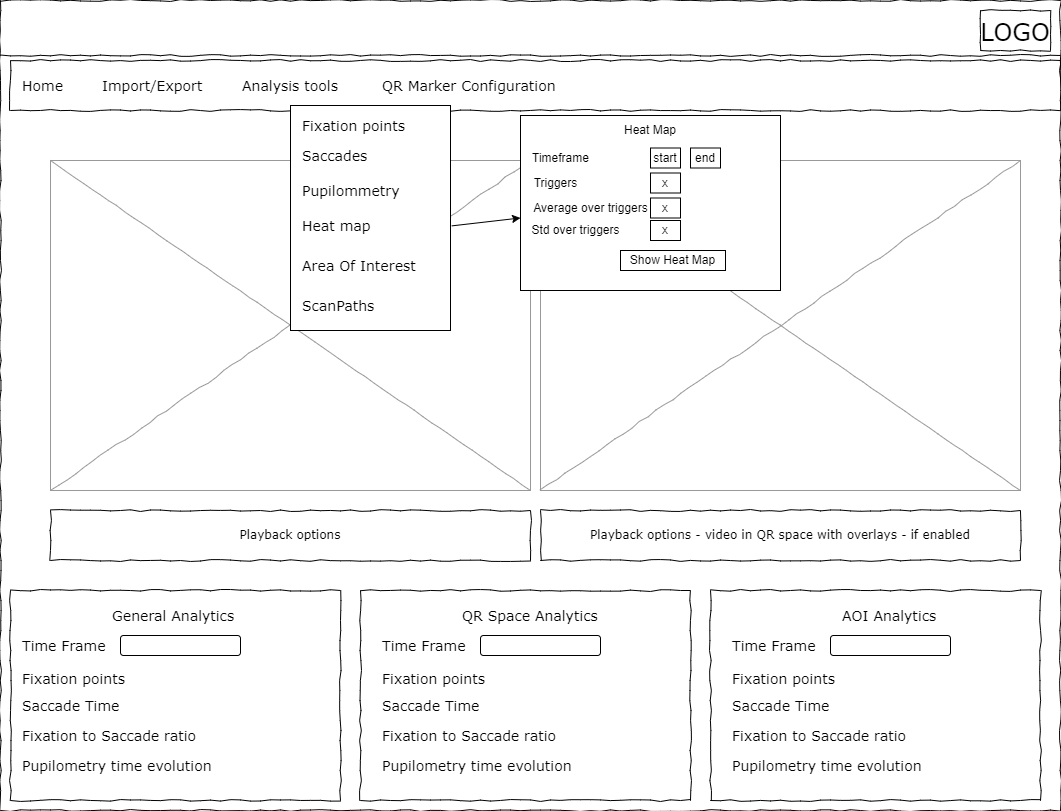 LOGO
Home Import/Export Analysis tools QR Marker Configuration
Fixation points
Saccades
Pupilommetry
Heat map
Area Of Interest
ScanPaths
Heat Map
Timeframe start end
Triggers x
Average over triggers x
Std over triggers x
Show Heat Map
Playback options
Playback options - video in QR space with overlays - if enabled
General Analytics
Time Frame
Fixation points
Saccade Time
Fixation to Saccade ratio
Pupilometry time evolution
QR Space Analytics
Time Frame
Fixation points
Saccade Time
Fixation to Saccade ratio
Pupilometry time evolution
AOI Analytics
Time Frame
Fixation points
Saccade Time
Fixation to Saccade ratio
Pupilometry time evolution